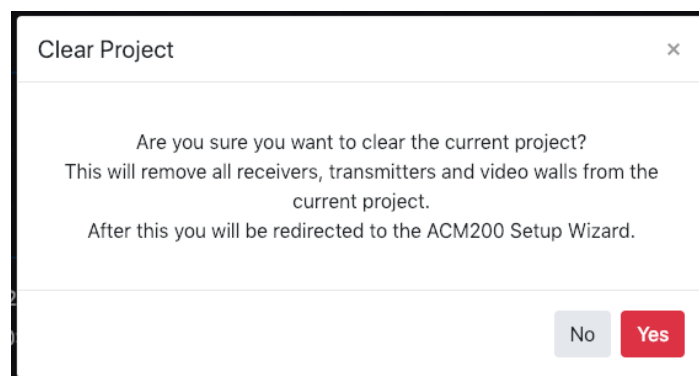 Clear Project ×
Are you sure you want to clear the current project?
This will remove all receivers, transmitters and video walls from the
current project.
After this you will be redirected to the ACM200 Setup Wizard.
No Yes